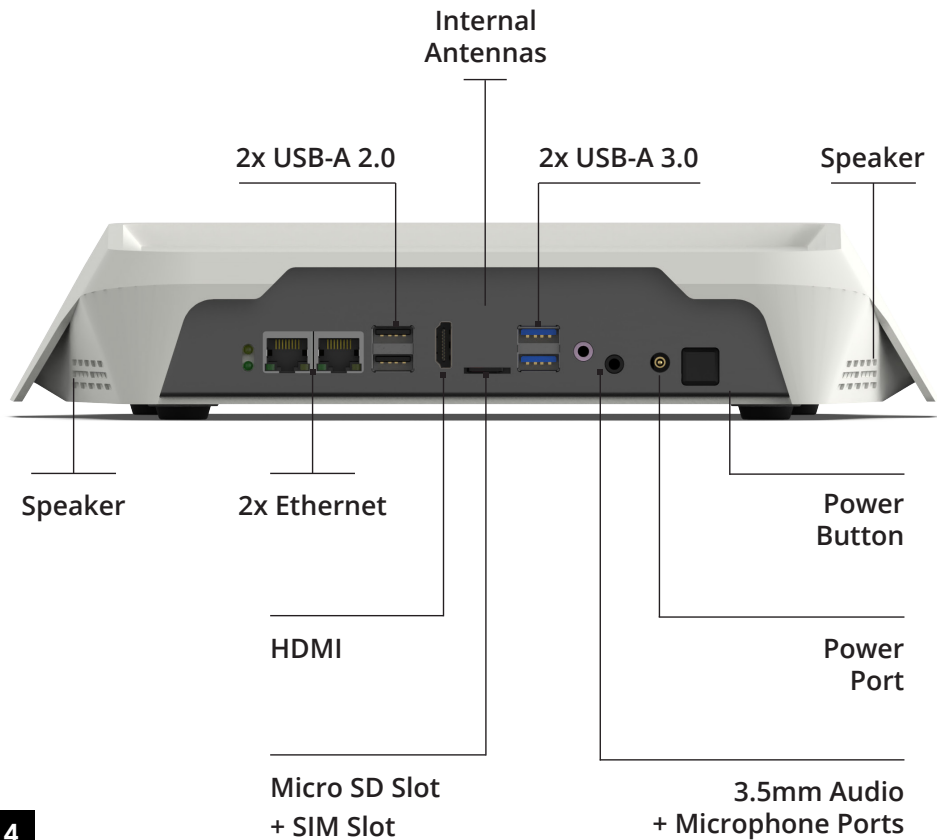 Internal
Antennas
2x USB-A 2.0
2x USB-A 3.0
Speaker
Speaker
2x Ethernet
Power
Button
HDMI
Power
Port
Micro SD Slot
+ SIM Slot
3.5mm Audio
+ Microphone Ports
4